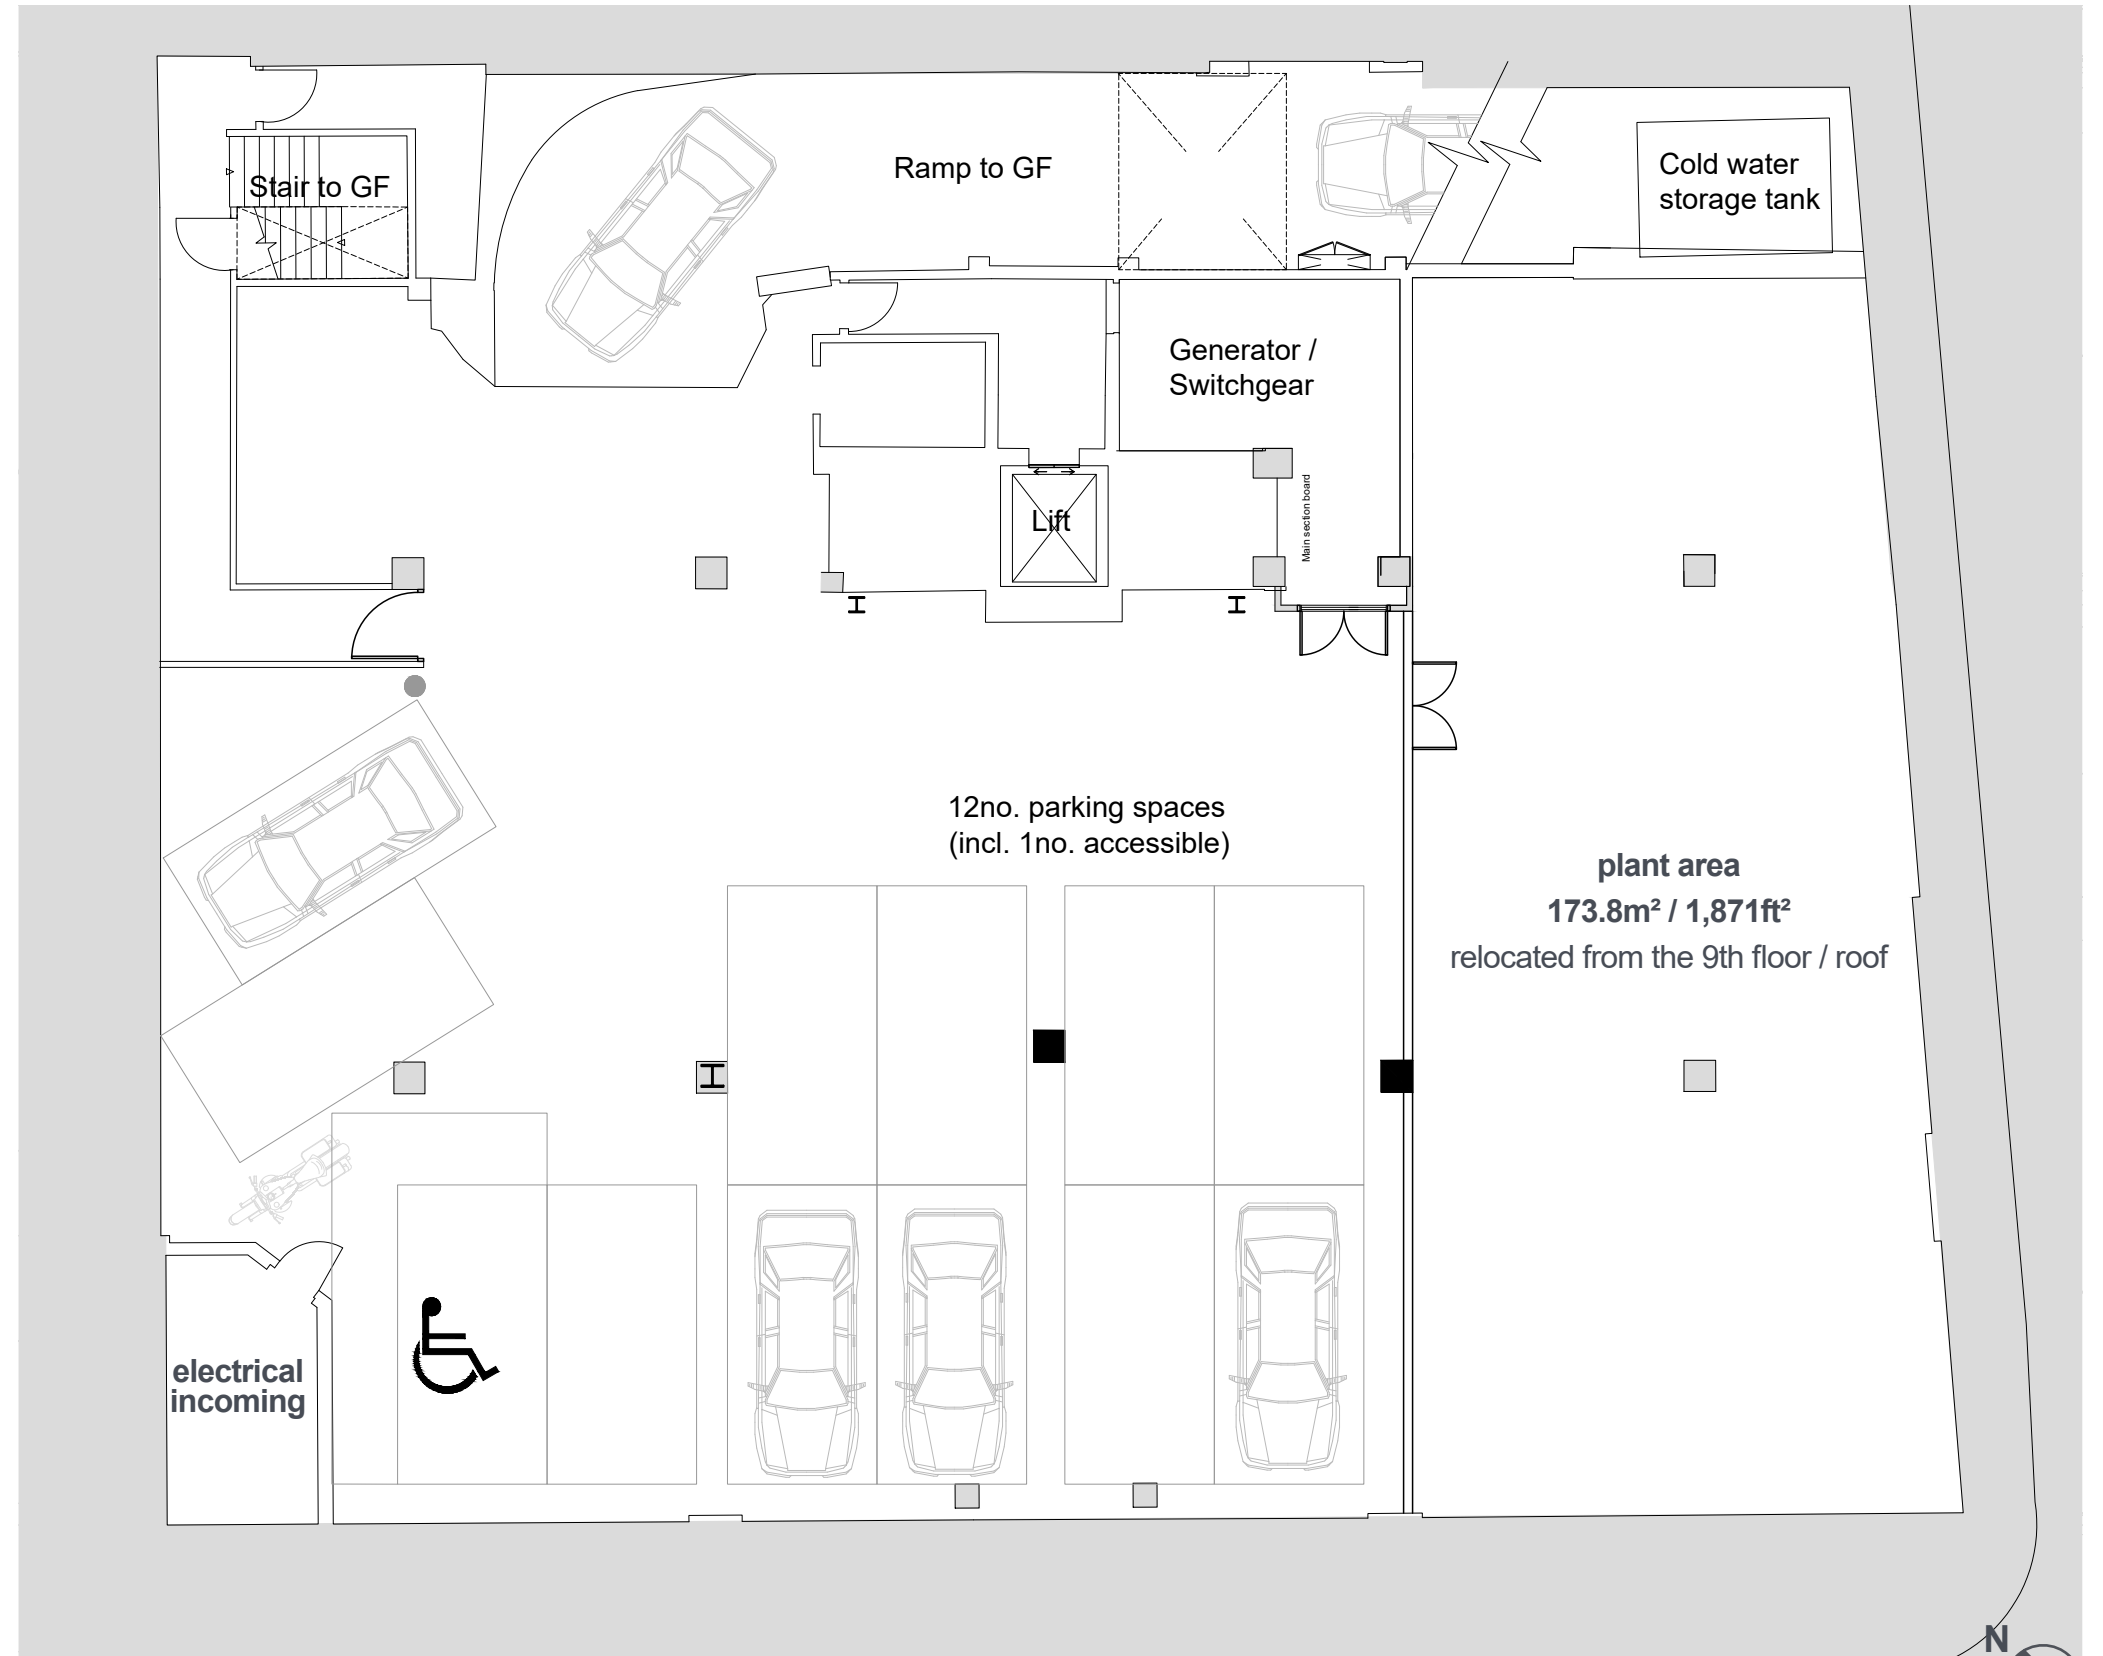 Stair to GF
Ramp to GF
Cold water
storage tank
Generator /
Switchgear
Main section board
Lift
12no. parking spaces
(incl. 1no. accessible)
plant area
173.8m² / 1,871ft²
relocated from the 9th floor / roof
electrical
incoming
N